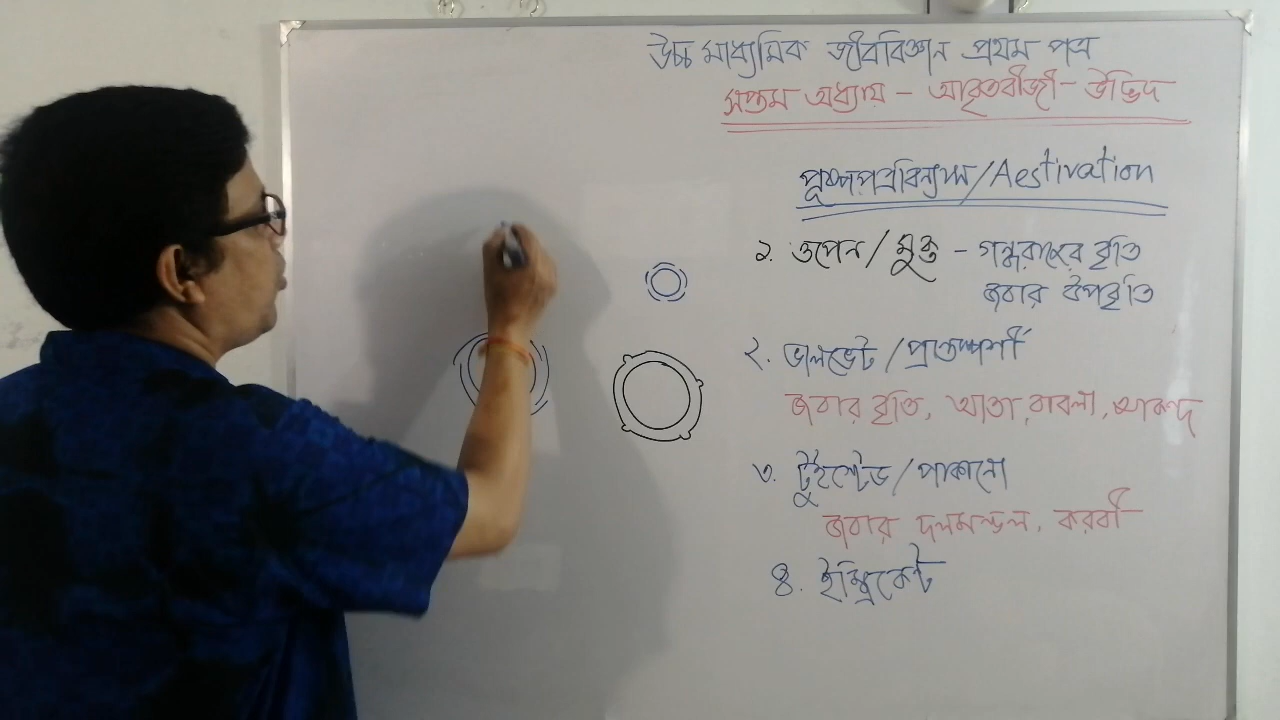 উচ্চ মাধ্যমিক জীববিজ্ঞান প্রথম পত্র
সপ্তম অধ্যায় - আবৃতবীজী - উদ্ভিদ
পুষ্পপত্রবিন্যাস/Aestivation
১. ওপেন/মুক্ত - গন্ধরাজের বৃতি
জবার উপবৃতি
২. ভালভেট/প্রান্তস্পর্শী
জবার বৃতি, আতা, বাবলা, আকন্দ
৩. টুইস্টেড/পাকানো
জবার দলমন্ডল, করবী
৪. ইম্ব্রিকেট